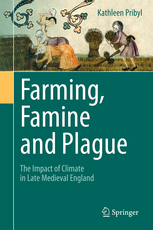 Kathleen Pribyl
Farming,
Famine
and Plague
The Impact of Climate
in Late Medieval England
Springer